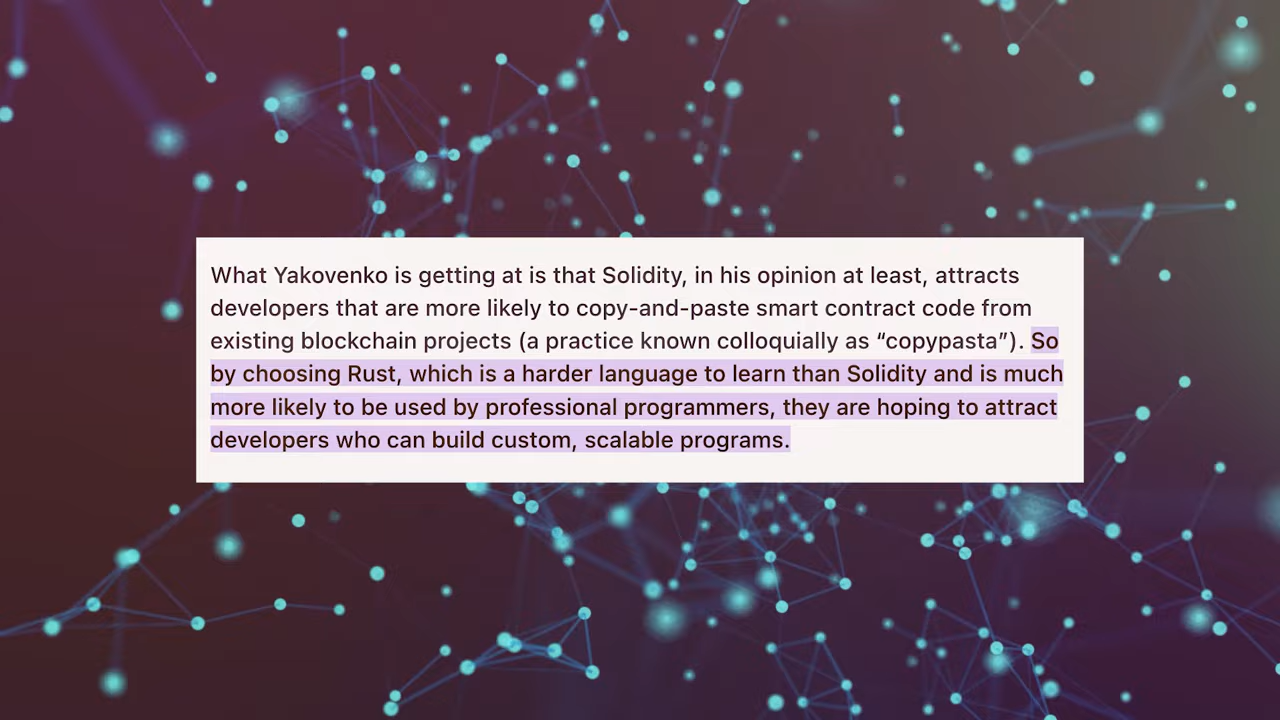 What Yakovenko is getting at is that Solidity, in his opinion at least, attracts
developers that are more likely to copy-and-paste smart contract code from
existing blockchain projects (a practice known colloquially as “copypasta”). So
by choosing Rust, which is a harder language to learn than Solidity and is much
more likely to be used by professional programmers, they are hoping to attract
developers who can build custom, scalable programs.